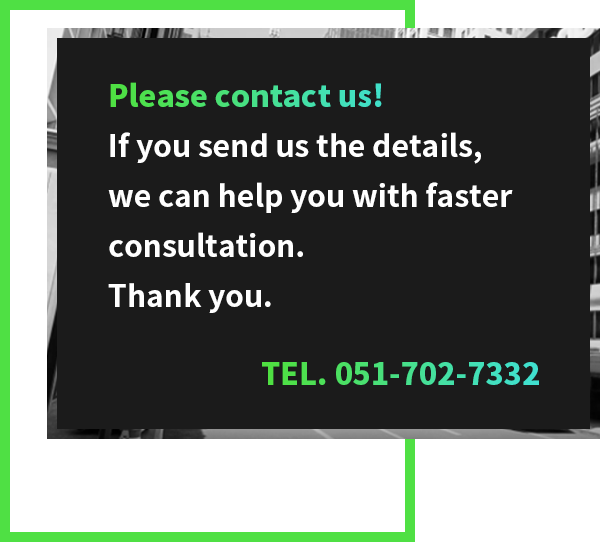 Please contact us!
If you send us the details,
we can help you with faster
consultation.
Thank you.
TEL. 051-702-7332